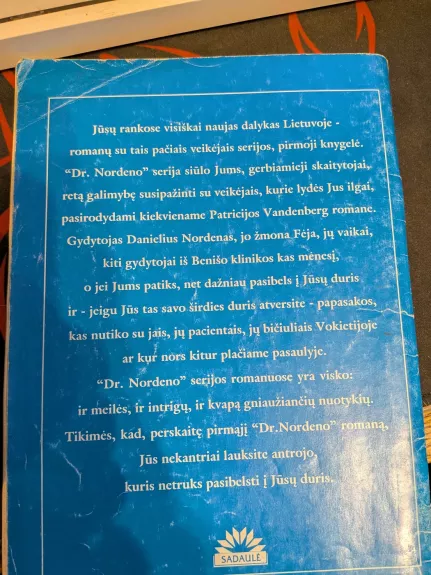 Jūsų rankose visiškai naujas dalykas Lietuvoje -
romanų su tais pačiais veikėjais serijos, pirmoji knygelė.
“Dr. Nordeno” serija siūlo Jums, gerbiamieji skaitytojai,
retą galimybę susipažinti su veikėjais, kurie lydės Jus ilgai,
pasirodydami kiekviename Patricijos Vandenberg romane.
Gydytojas Danielius Nordenas, jo žmona Fėja, jų vaikai,
kiti gydytojai iš Benišo klinikos kas mėnesį,
o jei Jums patiks, net dažniau pasibels į Jūsų duris
ir - jeigu Jūs tas savo širdies duris atversite - papasakos,
kas nutiko su jais, jų pacientais, jų bičiuliais Vokietijoje
ar kur nors kitur plačiame pasaulyje.
“Dr. Nordeno” serijos romanuose yra visko:
ir meilės, ir intrigų, ir kvapą gniaužiančių nuotykių.
Tikimės, kad, perskaitę pirmąjį “Dr.Nordeno” romaną,
Jūs nekantriai lauksite antrojo,
kuris netruks pasibelsti į Jūsų duris.
SADAULĖ